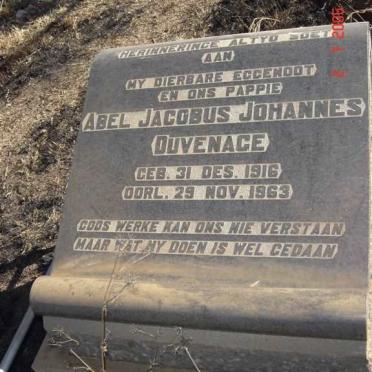 HERINNERINGE ALTYD SOET
AAN
MY DIERBARE EGGENOOT
EN ONS PAPPIE
ABEL JACOBUS JOHANNES
DUVENAGE
GEB. 31 DES. 1916
OORL. 29 NOV. 1963
GODS WERKE KAN ONS NIE VERSTAAN
MAAR WAT HY DOEN IS WEL GEDAAN